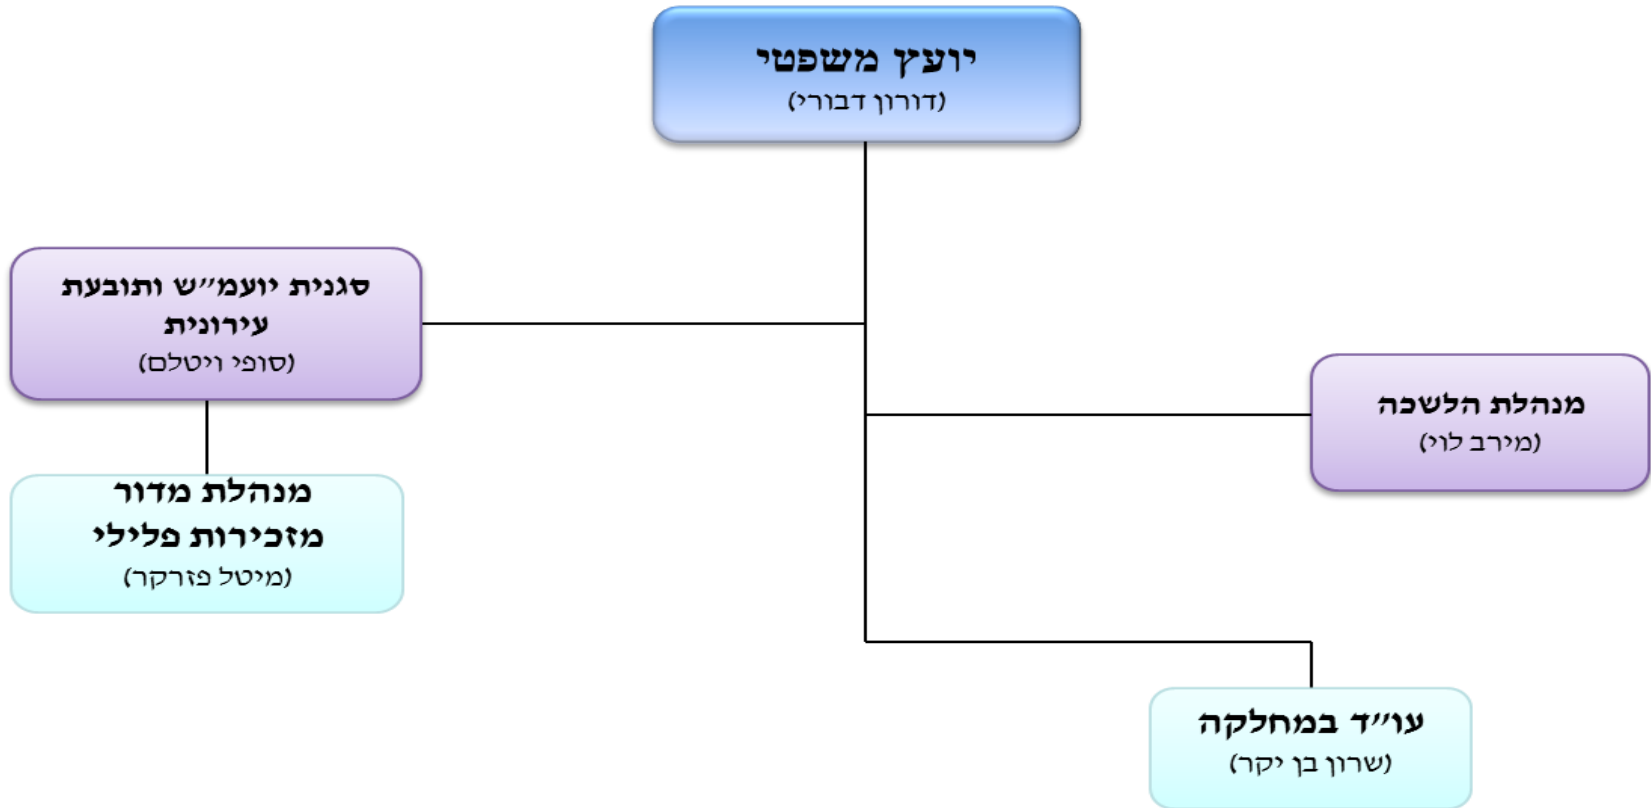 יועץ משפטי
(דורון דבורי)
סגנית יועמ״ש ותובעת
עירונית
(סופי ויטלם)
מנהלת הלשכה
(מירב לוי)
מנהלת מדור
מזכירות פלילי
(מיטל פזרקר)
עו״ד במחלקה
(שרון בן יקר)